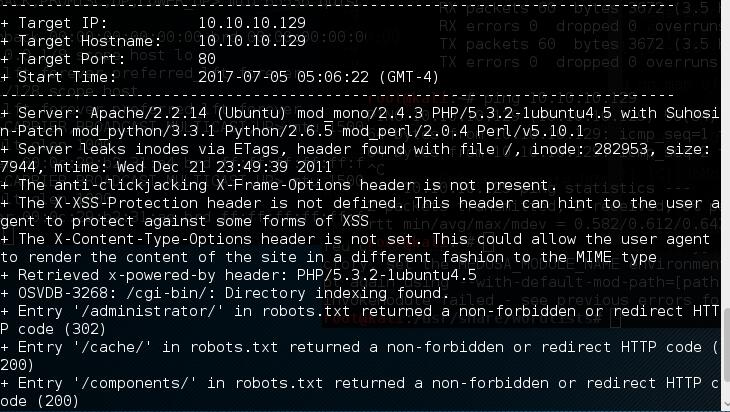 + Target IP:          10.10.10.129
+ Target Hostname:    10.10.10.129
+ Target Port:        80
+ Start Time:         2017-07-05 05:06:22 (GMT-4)
---------------------------------------------------------------------------
+ Server: Apache/2.2.14 (Ubuntu) mod_mono/2.4.3 PHP/5.3.2-1ubuntu4.5 with Suhosi
n-Patch mod_python/3.3.1 Python/2.6.5 mod_perl/2.0.4 Perl/v5.10.1
+ Server leaks inodes via ETags, header found with file /, inode: 282953, size:
7944, mtime: Wed Dec 21 23:49:39 2011
+ The anti-clickjacking X-Frame-Options header is not present.
+ The X-XSS-Protection header is not defined. This header can hint to the user a
gent to protect against some forms of XSS
+ The X-Content-Type-Options header is not set. This could allow the user agent
to render the content of the site in a different fashion to the MIME type
+ Retrieved x-powered-by header: PHP/5.3.2-1ubuntu4.5
+ OSVDB-3268: /cgi-bin/: Directory indexing found.
+ Entry '/administrator/' in robots.txt returned a non-forbidden or redirect HTT
P code (302)
+ Entry '/cache/' in robots.txt returned a non-forbidden or redirect HTTP code (
200)
+ Entry '/components/' in robots.txt returned a non-forbidden or redirect HTTP c
ode (200)